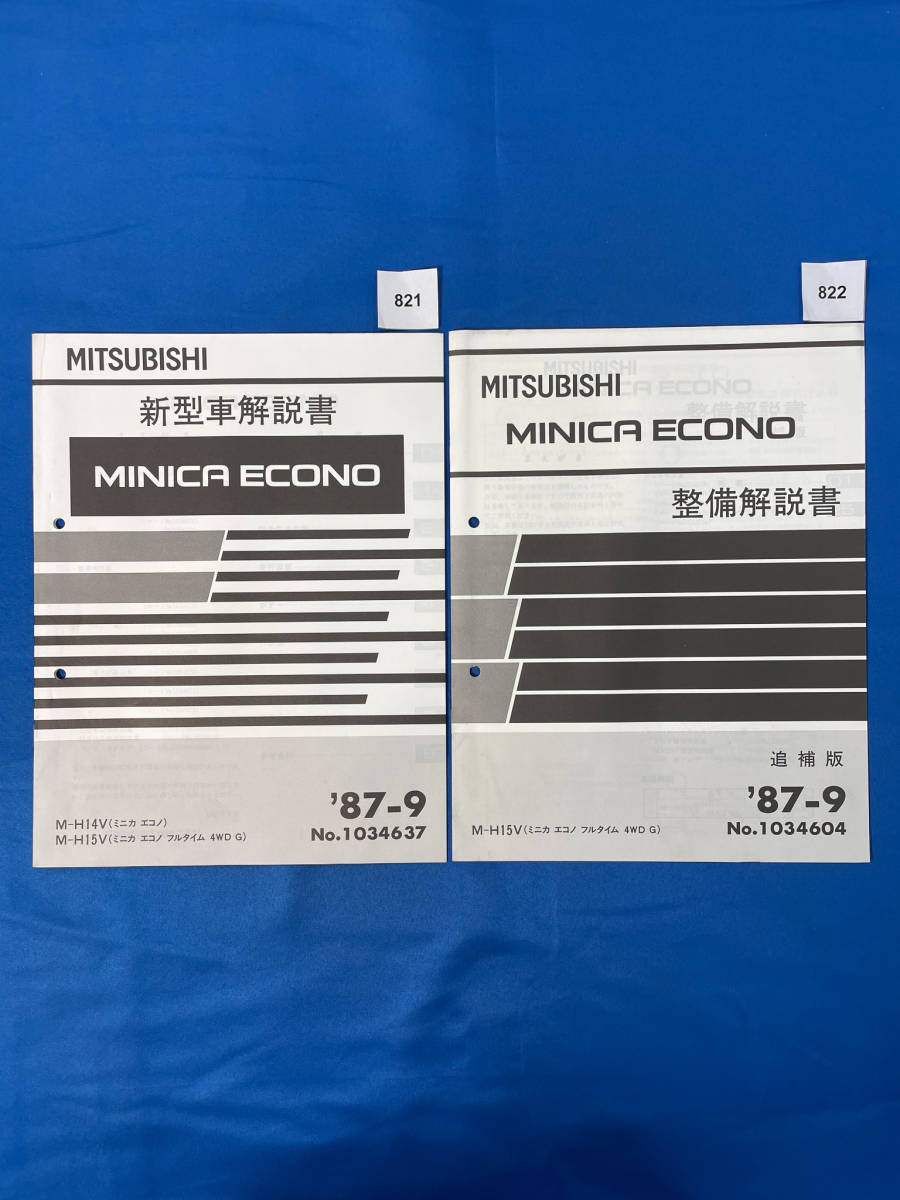 821
MITSUBISHI
新型車解説書
MINICA ECONO
'87-9
M-H14V(ミニカ エコノ)
M-H15V(ミニカ エコノ フルタイム 4WD G)
No.1034637
822
MITSUBISHI
MINICA ECONO
整備解説書
追補版
'87-9
M-H15V(ミニカ エコノ フルタイム 4WD G)
No.1034604